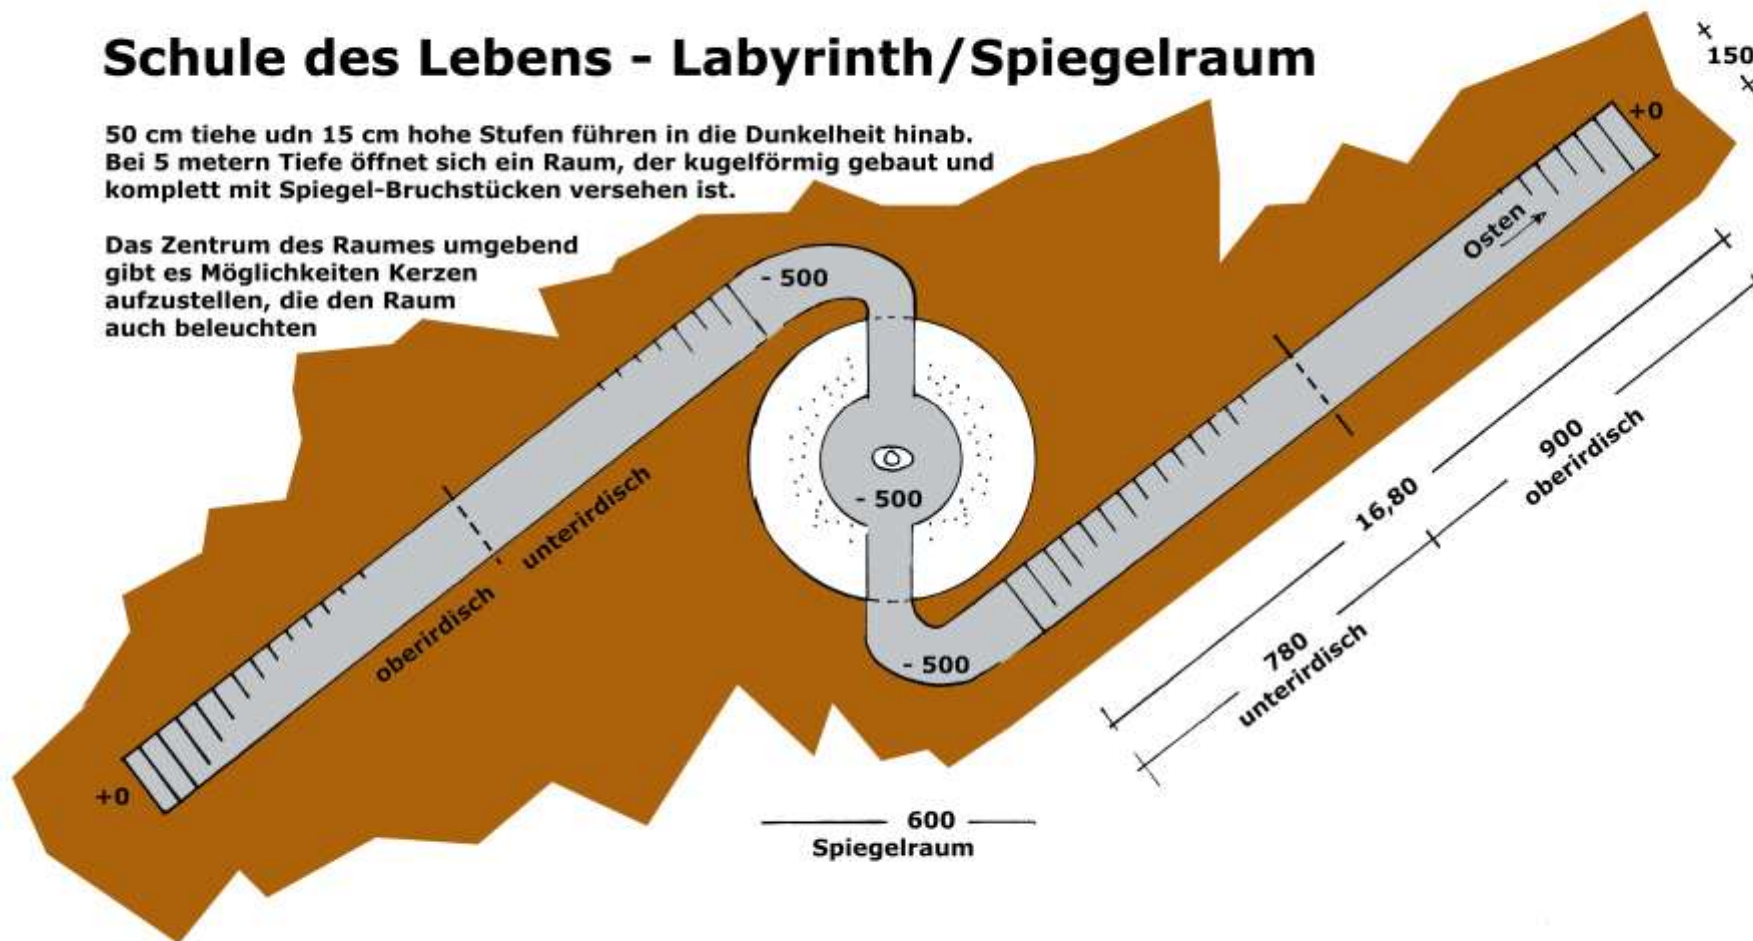 Schule des Lebens - Labyrinth/Spiegelraum
150
+0
50 cm tiehe udn 15 cm hohe Stufen führen in die Dunkelheit hinab.
Bei 5 metern Tiefe öffnet sich ein Raum, der kugelförmig gebaut und
komplett mit Spiegel-Bruchstücken versehen ist.
Das Zentrum des Raumes umgebend
gibt es Möglichkeiten Kerzen
aufzustellen, die den Raum
auch beleuchten
Osten
- 500
- 500
- 500
unterirdisch
oberirdisch
900
oberirdisch
16,80
780
unterirdisch
+0
600
Spiegelraum